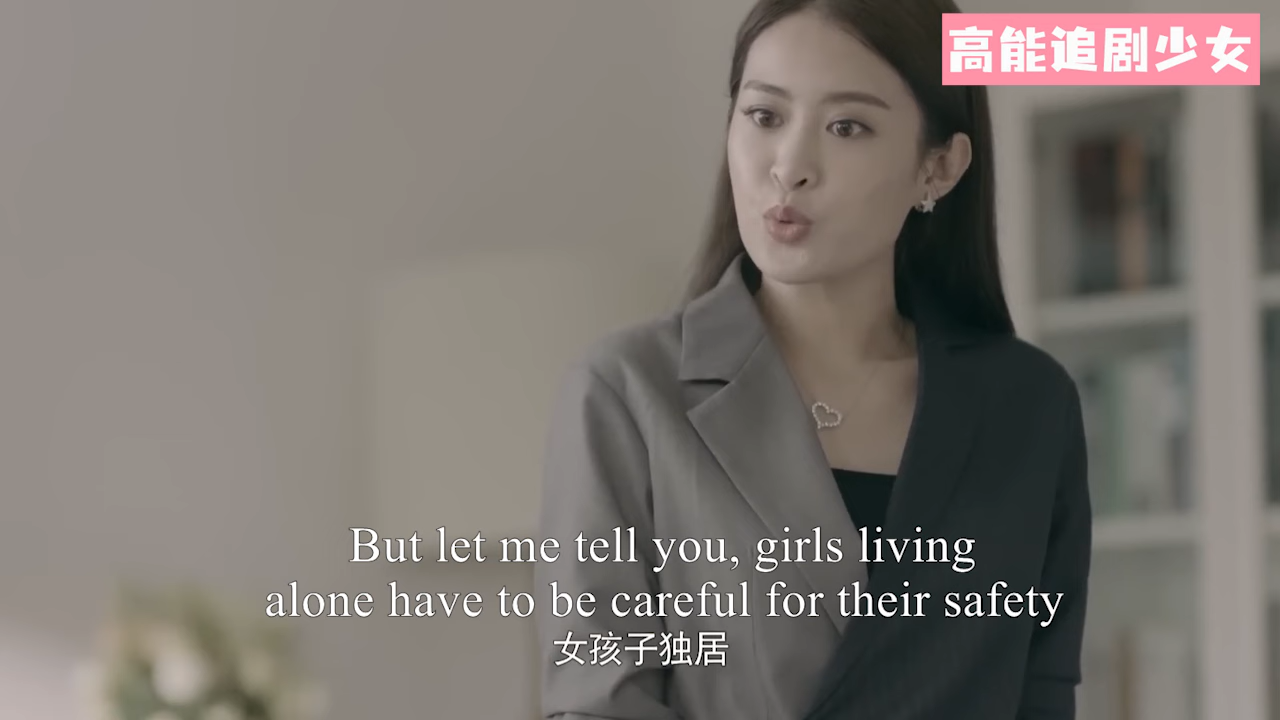 高能追剧少女
But let me tell you, girls living
alone have to be careful for their safety
女孩子独居